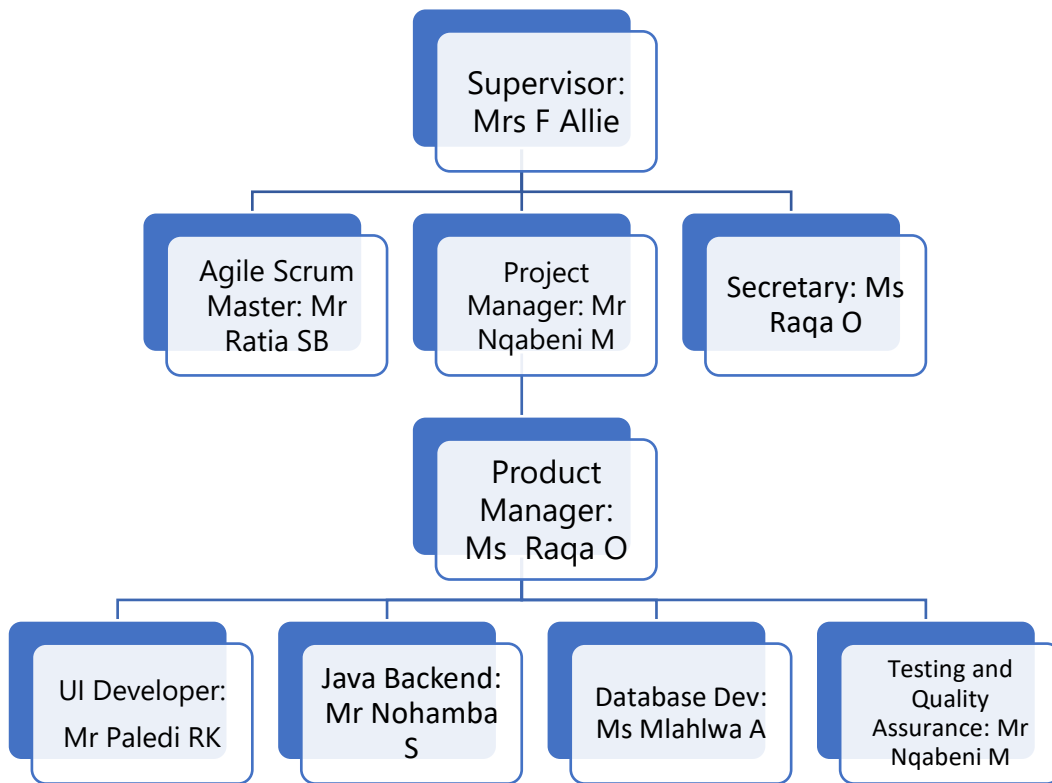 Supervisor:
Mrs F Allie
Agile Scrum
Master: Mr
Ratia SB
Project
Manager: Mr
Nqabeni M
Secretary: Ms
Raqa O
Product
Manager:
Ms  Raqa O
UI Developer:
Mr Paledi RK
Java Backend:
Mr Nohamba
S
Database Dev:
Ms Mlahlwa A
Testing and
Quality
Assurance: Mr
Nqabeni M